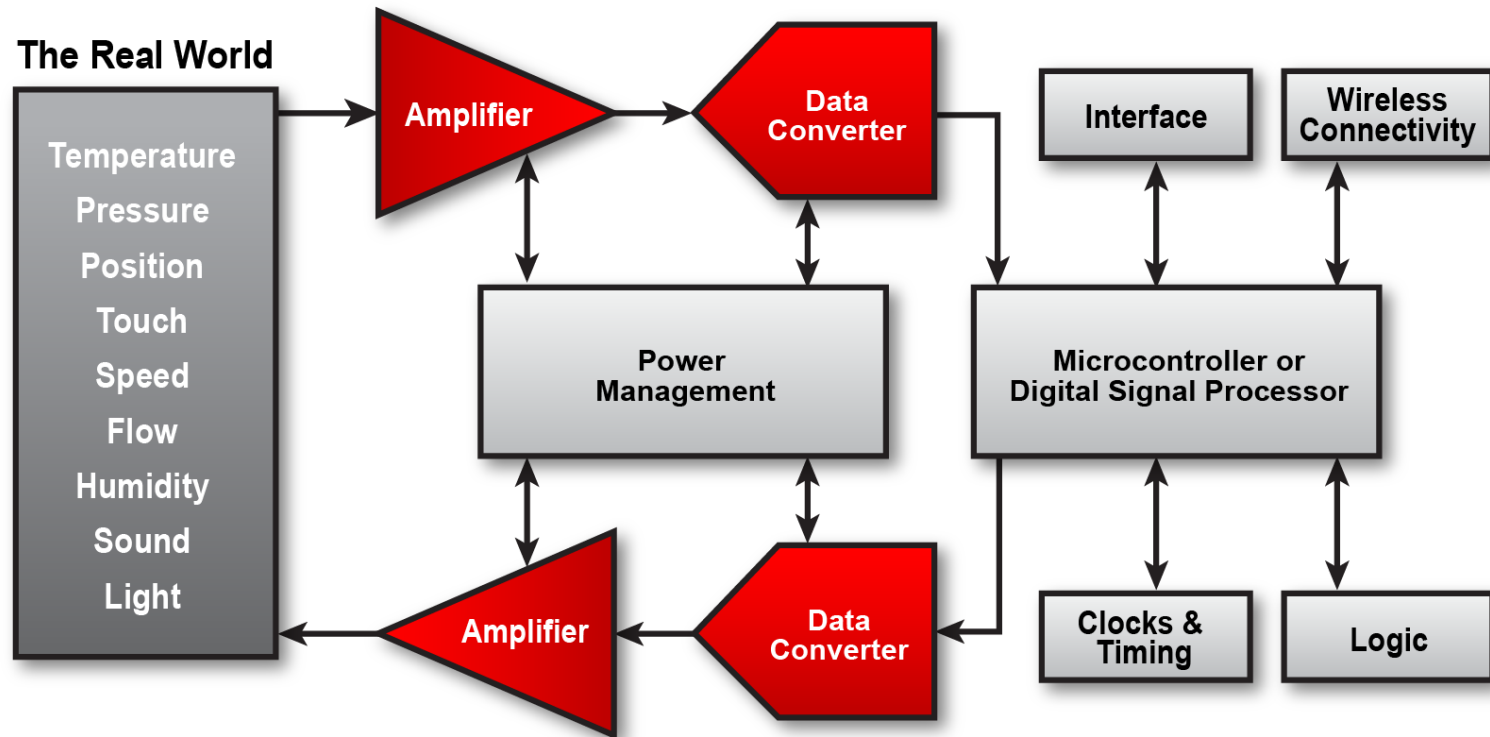 The Real World
Temperature
Pressure
Position
Touch
Speed
Flow
Humidity
Sound
Light
Amplifier
Data
Converter
Interface
Wireless
Connectivity
Power
Management
Microcontroller or
Digital Signal Processor
Amplifier
Data
Converter
Clocks &
Timing
Logic